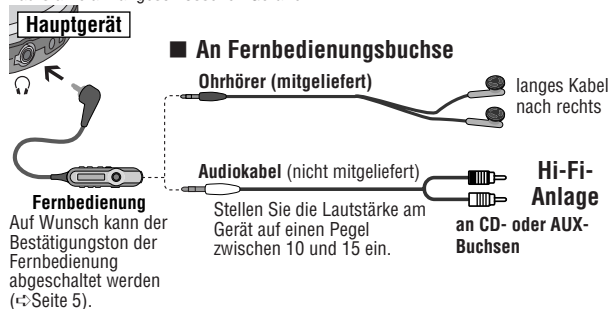 Hauptgerät
■ An Fernbedienungsbuchse
Ohrhörer (mitgeliefert)
langes Kabel
nach rechts
Audiokabel (nicht mitgeliefert)
Stellen Sie die Lautstärke am
Gerät auf einen Pegel
zwischen 10 und 15 ein.
Hi-Fi-
Anlage
an CD- oder AUX-
Buchsen
Fernbedienung
Auf Wunsch kann der
Bestätigungston der
Fernbedienung
abgeschaltet werden
(➪Seite 5).